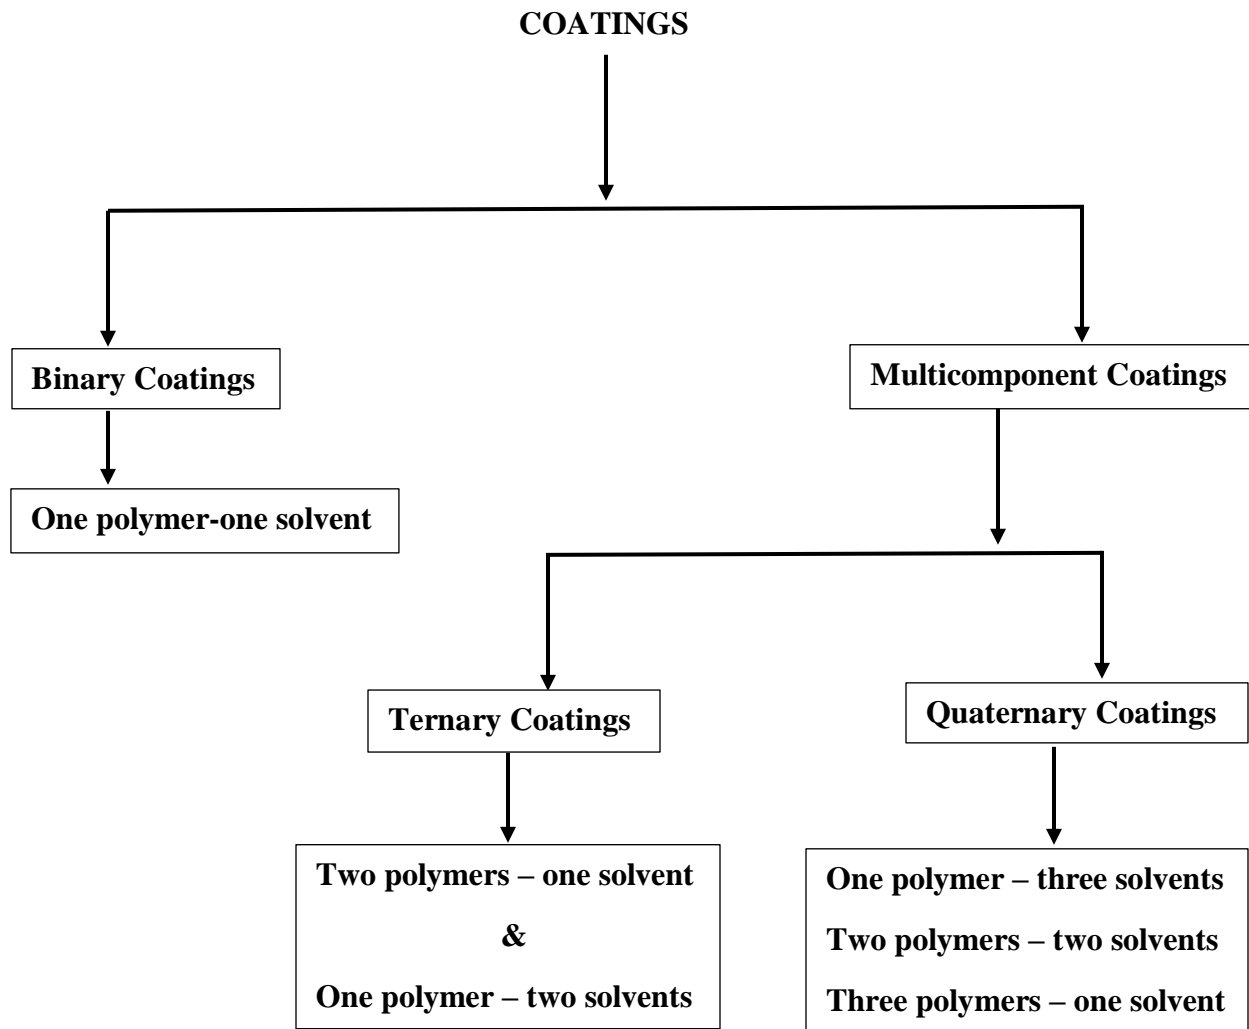 COATINGS
Binary Coatings
Multicomponent Coatings
One polymer-one solvent
Ternary Coatings
Quaternary Coatings
Two polymers – one solvent
&
One polymer – two solvents
One polymer – three solvents
Two polymers – two solvents
Three polymers – one solvent